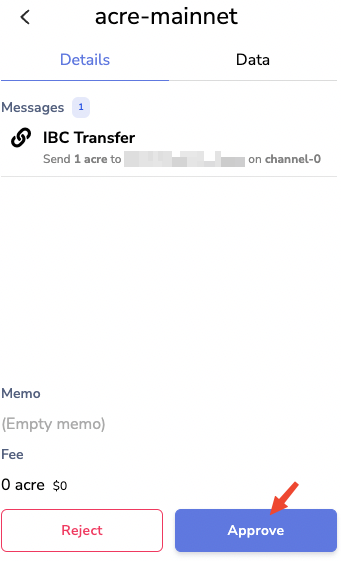 acre-mainnet
Details Data
Messages 1
IBC Transfer
Send 1 acre to on channel-0
Memo
(Empty memo)
Fee
0 acre $0
Reject Approve